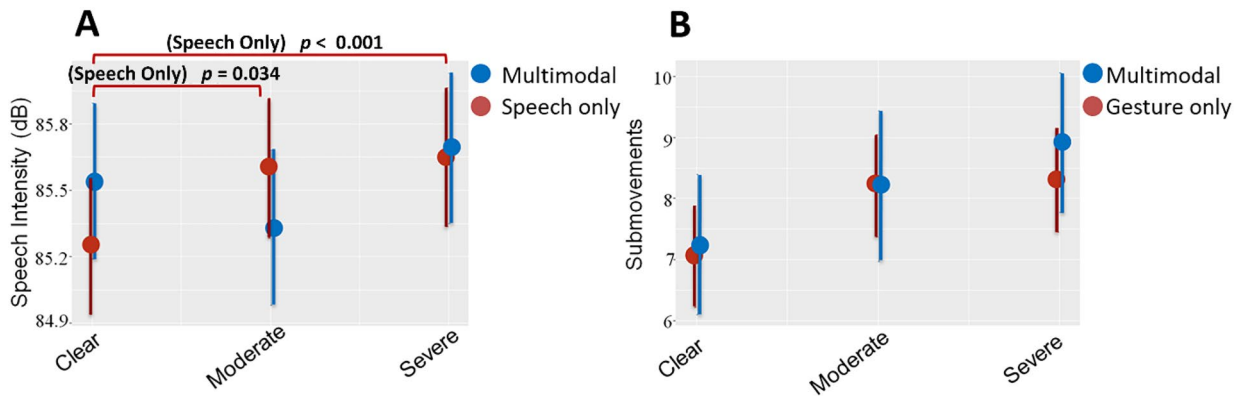 A
(Speech Only) p < 0.001
(Speech Only) p = 0.034
Multimodal
Speech only
Speech Intensity (dB)
85.8
85.5
85.2
84.9
Clear
Moderate
Severe
B
Multimodal
Gesture only
Submovements
10
9
8
7
6
Clear
Moderate
Severe